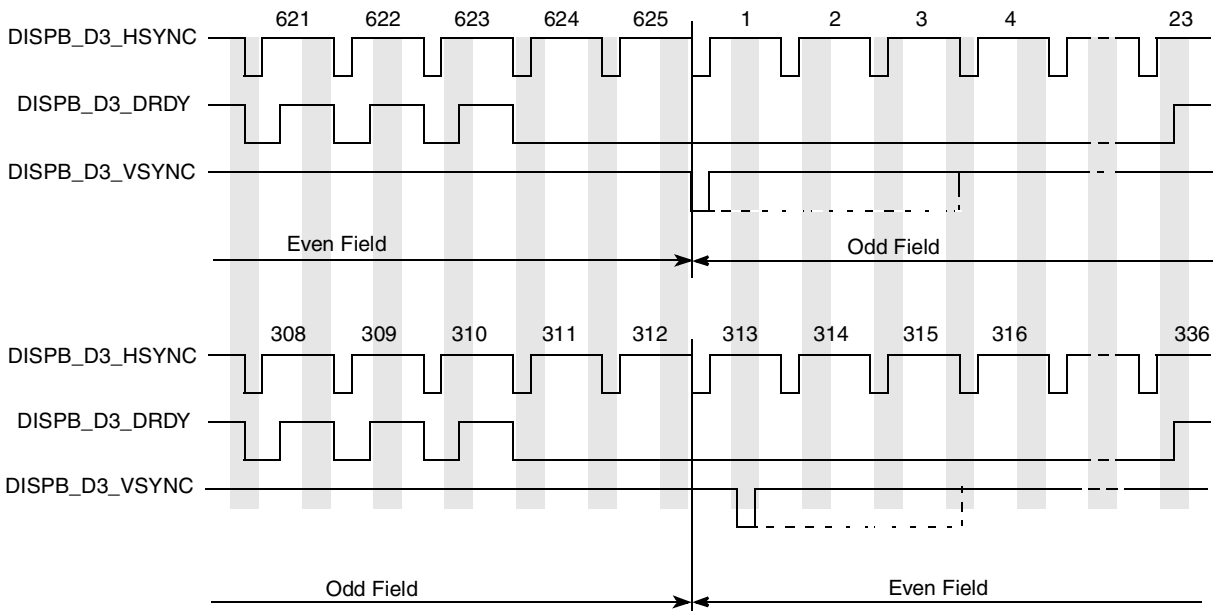 621 622 623 624 625 1 2 3 4 23
DISPB_D3_HSYNC
DISPB_D3_DRDY
DISPB_D3_VSYNC
Even Field Odd Field
308 309 310 311 312 313 314 315 316 336
DISPB_D3_HSYNC
DISPB_D3_DRDY
DISPB_D3_VSYNC
Odd Field Even Field